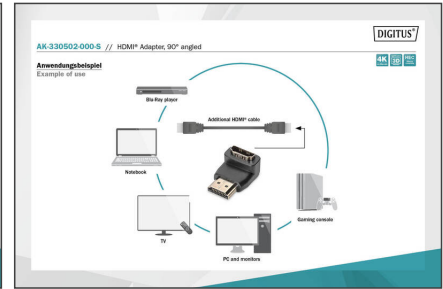 DIGITUS®
AK-330502-000-S // HDMI® Adapter, 90° angled
4K
3D
HEC
Anwendungsbeispiel
Example of use
Blu-Ray player
Additional HDMI® cable
Notebook
Gaming console
TV
PC and monitors